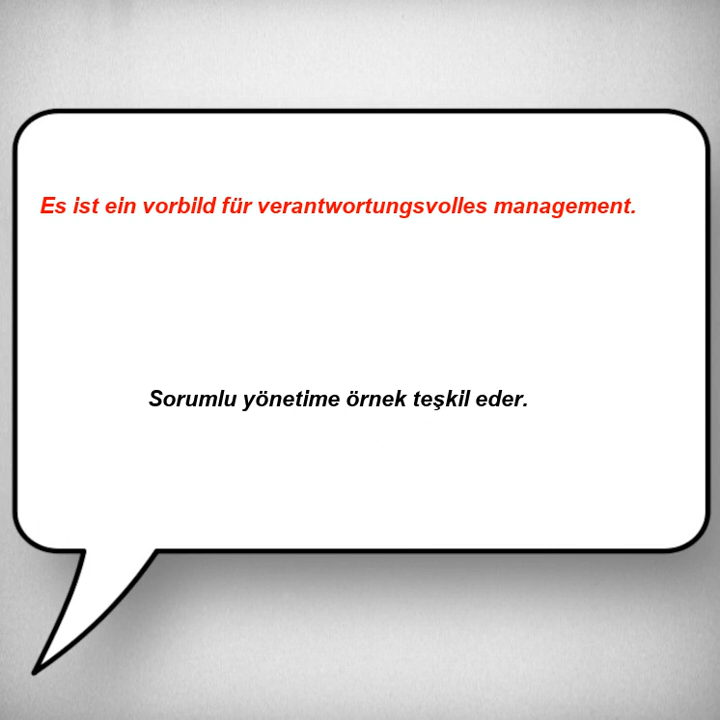 Es ist ein vorbild für verantwortungsvolles management.
Sorumlu yönetime örnek teşkil eder.